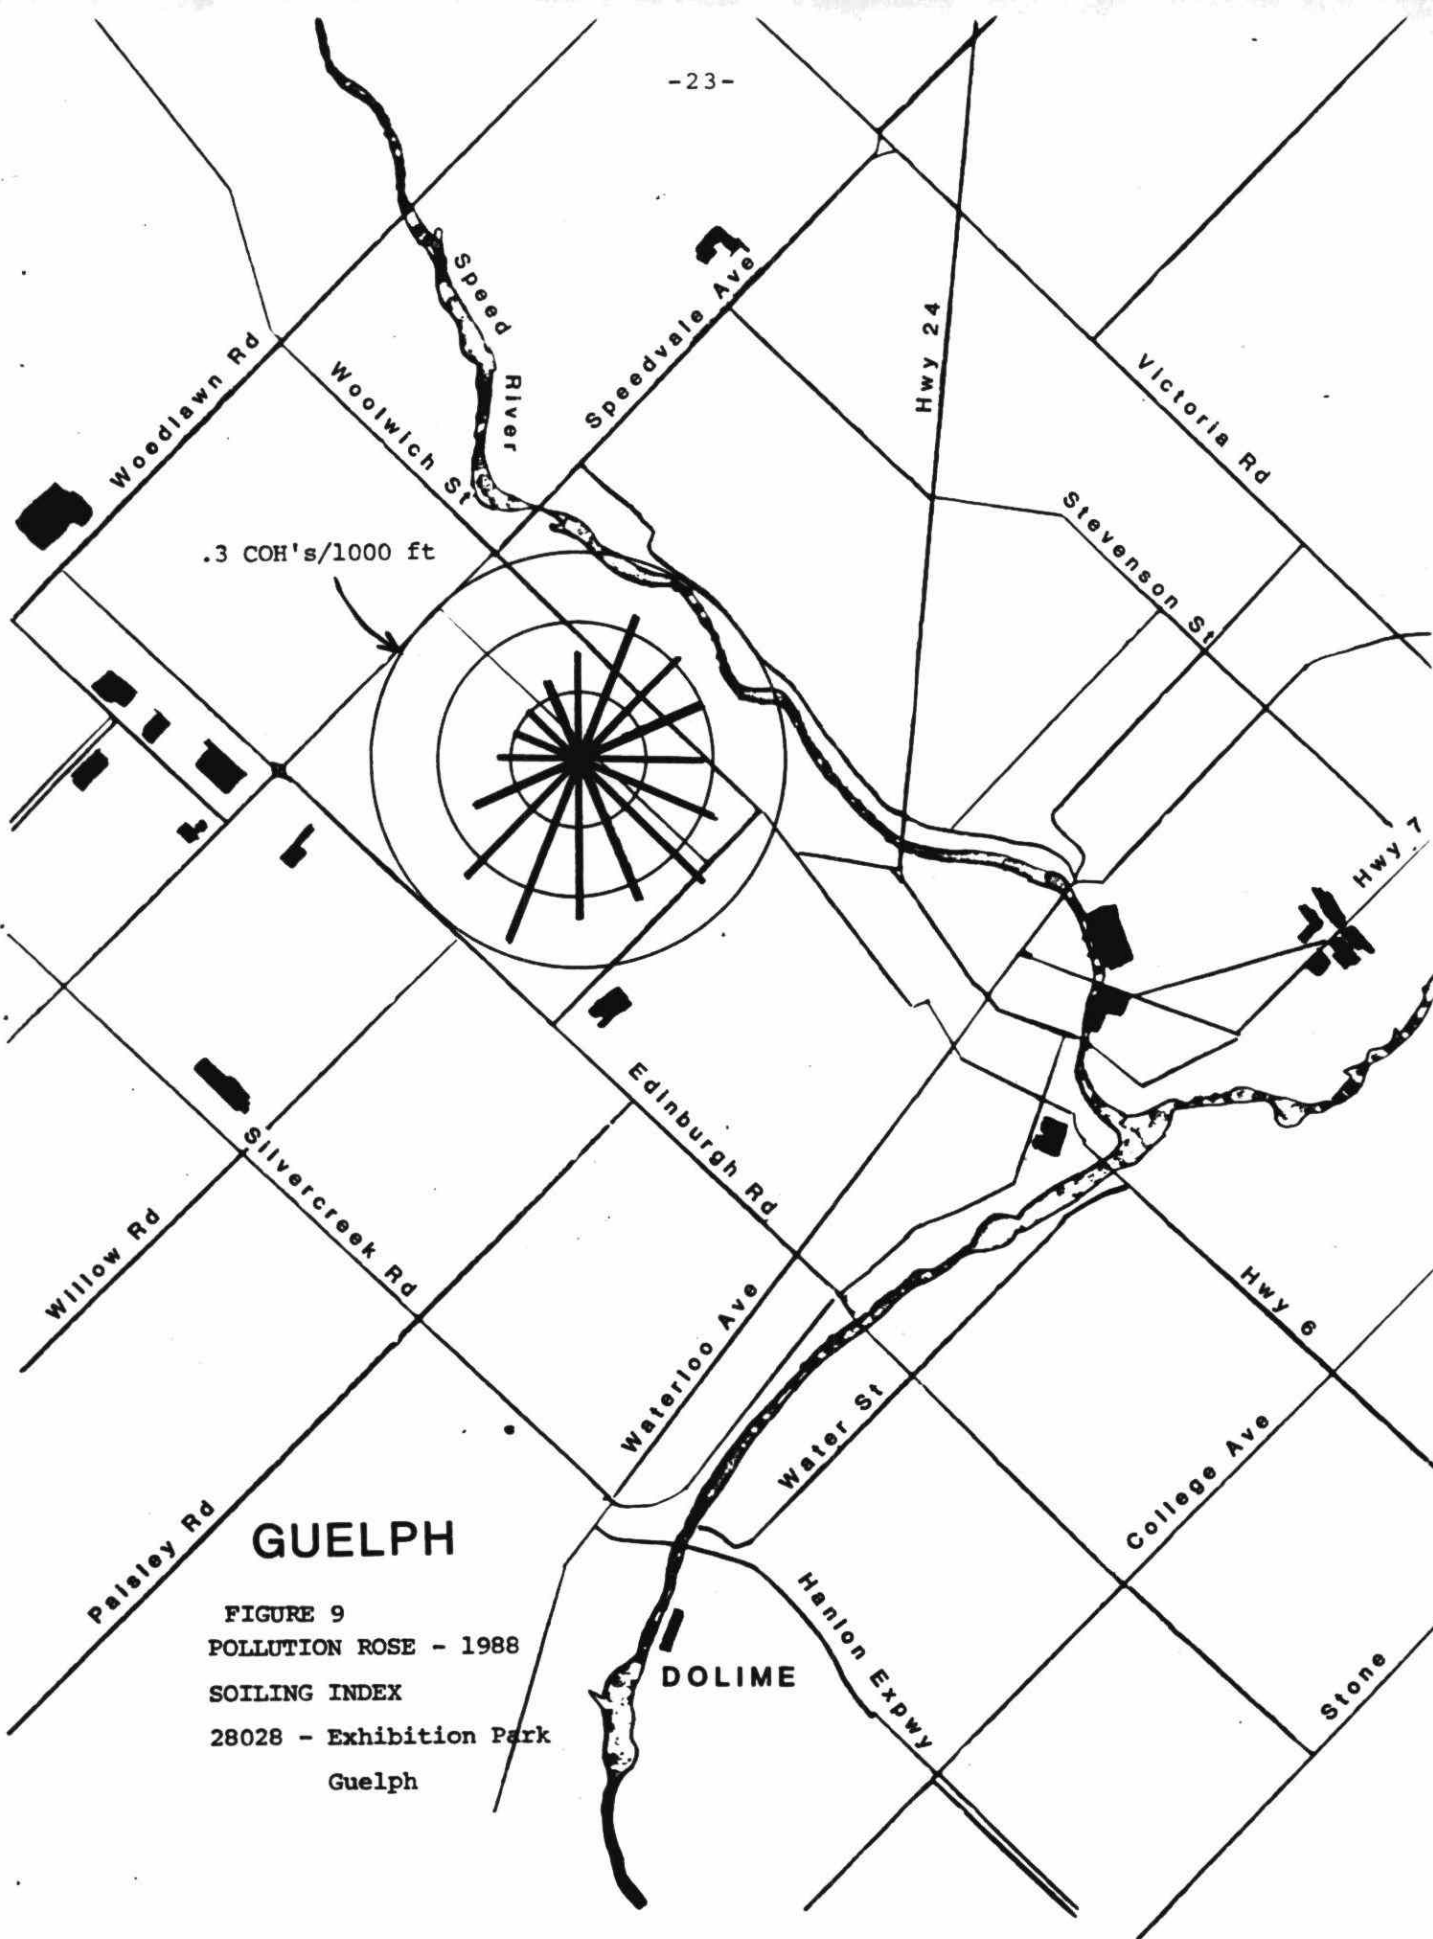 -23-
Speed
River
Speedvale Ave
Hwy 24
Victoria Rd
Woodlawn Rd
Woolwich St
Stevenson St
.3 COH's/1000 ft
Hwy 7
Edinburgh Rd
Silvercreek Rd
Willow Rd
Hwy 6
Waterloo Ave
Water St
College Ave
Paisley Rd
GUELPH
Hanlon Expwy
FIGURE 9
POLLUTION ROSE - 1988
SOILING INDEX
28028 - Exhibition Park
Guelph
DOLIME
Stone